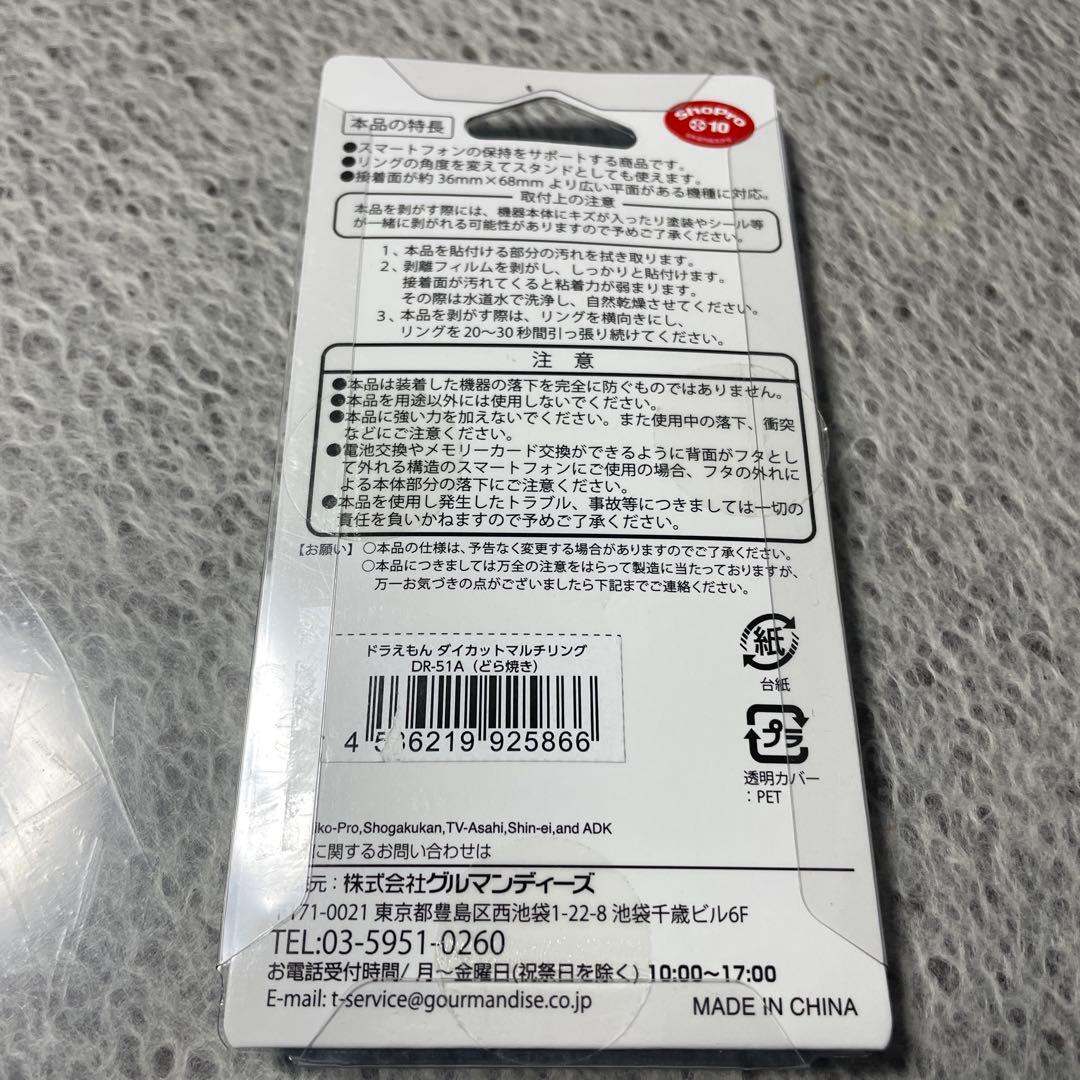 本品の特長
ShoPro
10
●スマートフォンの保持をサポートする商品です。
●リングの角度を変えてスタンドとしても使えます。
●接着面が約36mm×68mmより広い平面がある機種に対応。
取付上の注意
本品を剥がす際には、機器本体にキズが入ったり塗装やシール等
が一緒に剥がれる可能性がありますので予めご了承ください。
1、本品を貼付ける部分の汚れを拭き取ります。
2、剥離フィルムを剥がし、しっかりと貼付けます。
接着面が汚れてくると粘着力が弱まります。
その際は水道水で洗浄し、自然乾燥させてください。
3、本品を剥がす際は、リングを横向きにし、
リングを20～30秒間引っ張り続けてください。
注 意
●本品は装着した機器の落下を完全に防ぐものではありません。
●本品を用途以外には使用しないでください。
●本品に強い力を加えないでください。また使用中の落下、衝突
などにご注意ください。
●電池交換やメモリーカード交換ができるように背面がフタとし
て外れる構造のスマートフォンにご使用の場合、フタの外れに
よる本体部分の落下にご注意ください。
●本品を使用し発生したトラブル、事故等につきましては一切の
責任を負いかねますので予めご了承ください。
【お願い】○本品の仕様は、予告なく変更する場合がありますのでご了承ください。
○本品につきましては万全の注意をはらって製造に当たっておりますが、
万一お気づきの点がございましたら下記までご連絡ください。
ドラえもん ダイカットマルチリング
DR-51A（どら焼き）
4 5 6219 925866
紙
台紙
プラ
透明カバー
：PET
iko-Pro,Shogakukan,TV-Asahi,Shin-ei,and ADK
に関するお問い合わせは
元：株式会社グルマンディーズ
〒171-0021 東京都豊島区西池袋1-22-8 池袋千歳ビル6F
TEL:03-5951-0260
お電話受付時間/ 月～金曜日(祝祭日を除く) 10:00～17:00
E-mail: t-service@gourmandise.co.jp
MADE IN CHINA